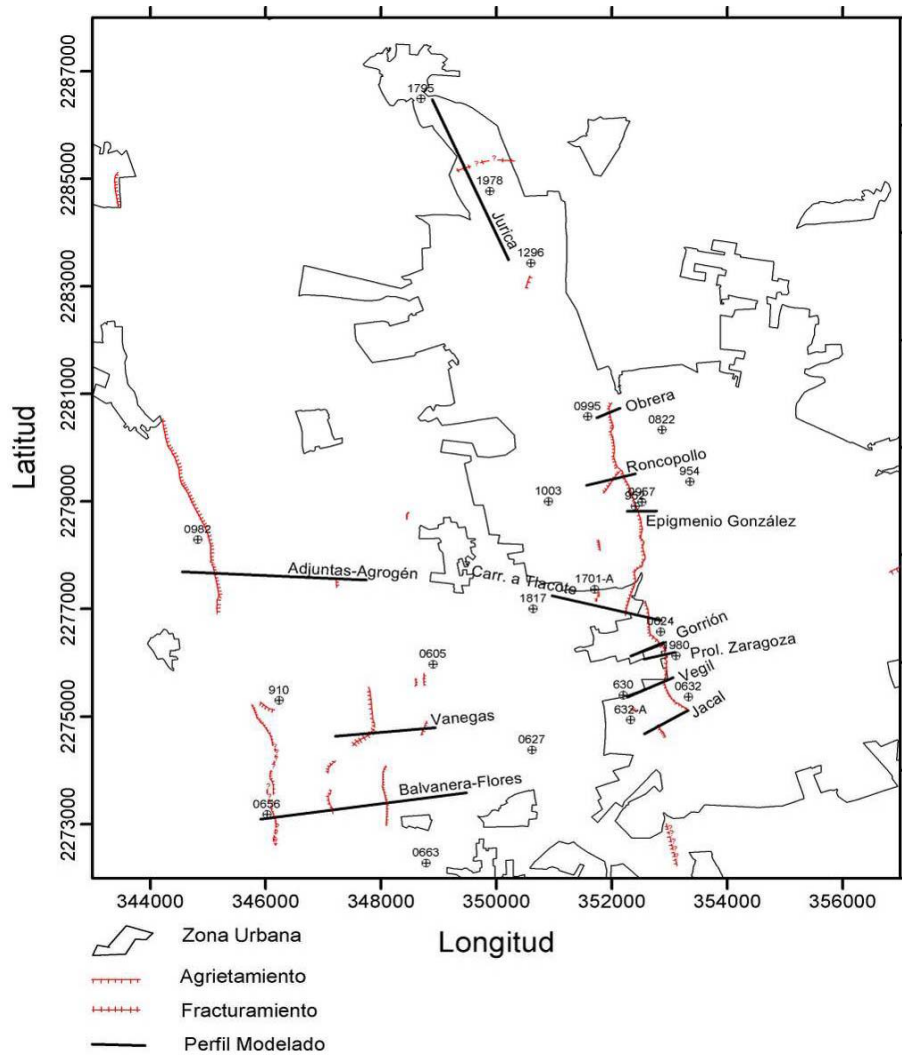 2287000
1795
2285000
1978
Jurica
1296
2283000
2281000
0995
Obrera
0822
Roncopollo
954
2279000
1003
952
0957
Epigmenio González
0982
Adjuntas-Agrogén
Carr. a Tlacote
1701-A
2277000
1817
0624
Gorrión
1980
Prol. Zaragoza
0605
Vegil
910
630
0632
632-A
Jacal
2275000
Vanegas
0627
Balvanera-Flores
2273000
0656
0663
Latitud
344000 346000 348000 350000 352000 354000 356000
Longitud
Zona Urbana
Agrietamiento
Fracturamiento
Perfil Modelado